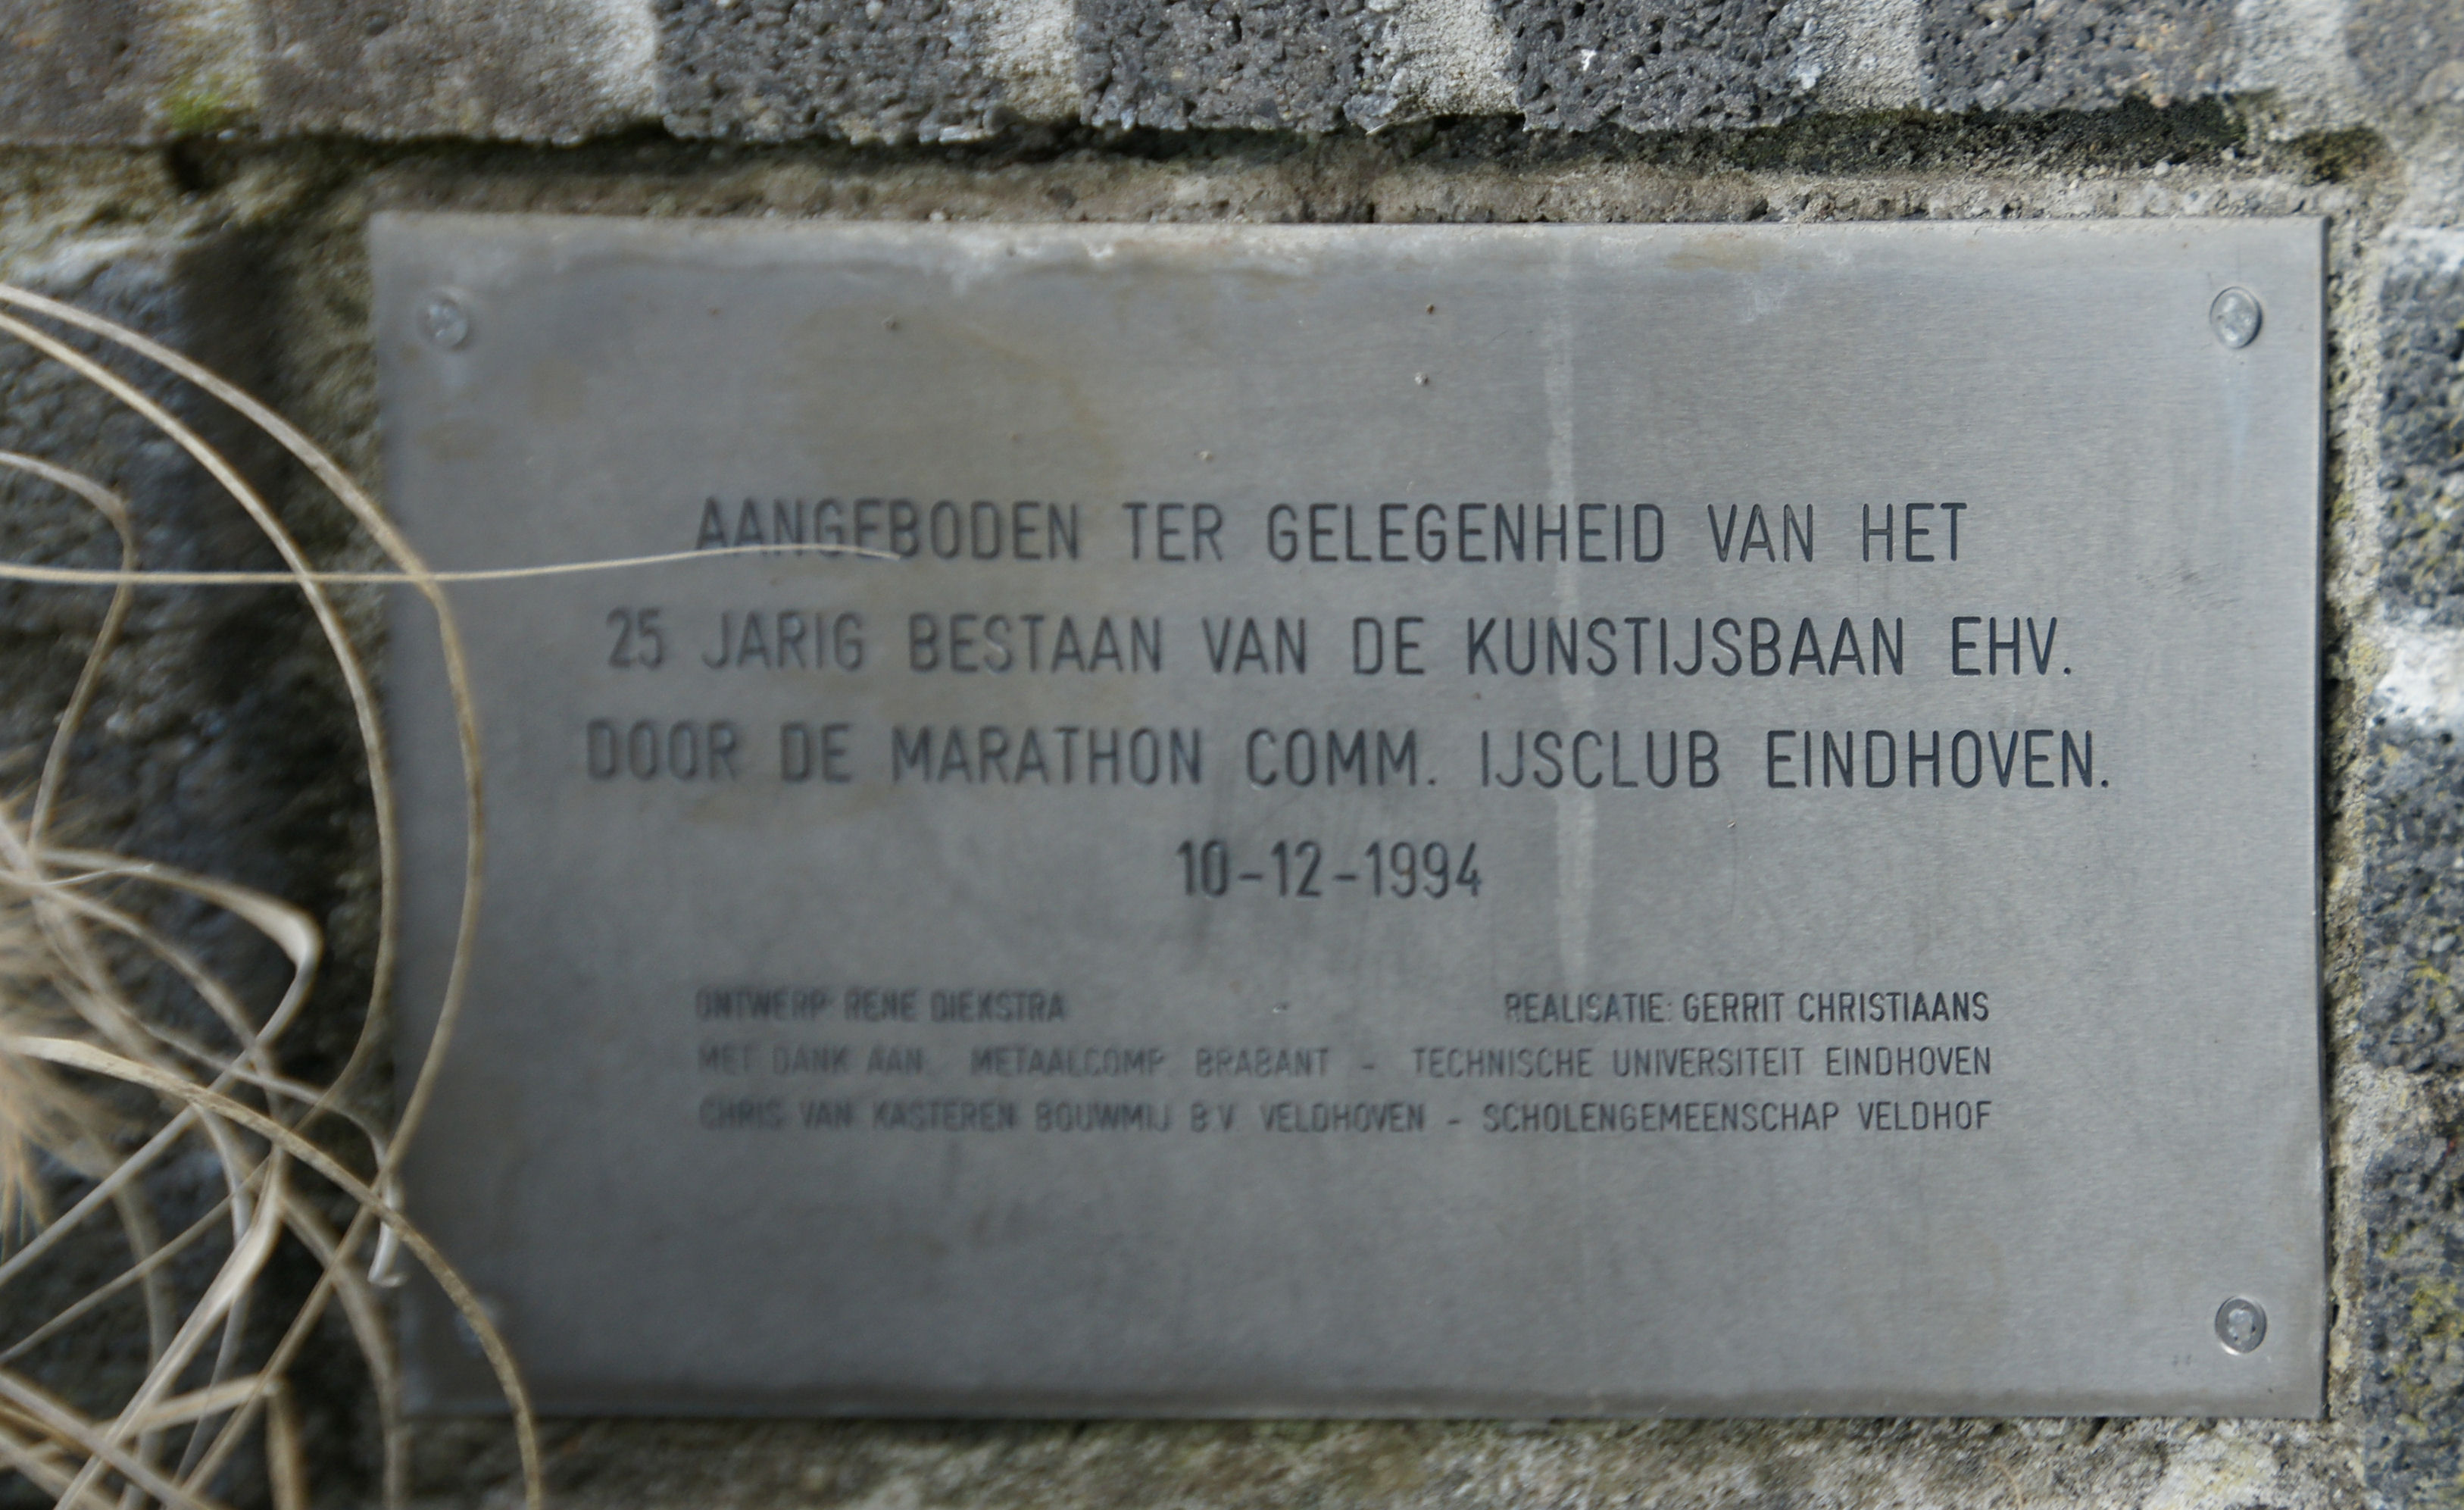 AANGEBODEN TER GELEGENHEID VAN HET
25 JARIG BESTAAN VAN DE KUNSTIJSBAAN EHV.
DOOR DE MARATHON COMM. IJSCLUB EINDHOVEN.
10-12-1994
ONTWERP: RENE DIEKSTRA REALISATIE: GERRIT CHRISTIAANS
MET DANK AAN: METAALCOMP. BRABANT - TECHNISCHE UNIVERSITEIT EINDHOVEN
CHRIS VAN KASTEREN BOUWMIJ B.V. VELDHOVEN - SCHOLENGEMEENSCHAP VELDHOF